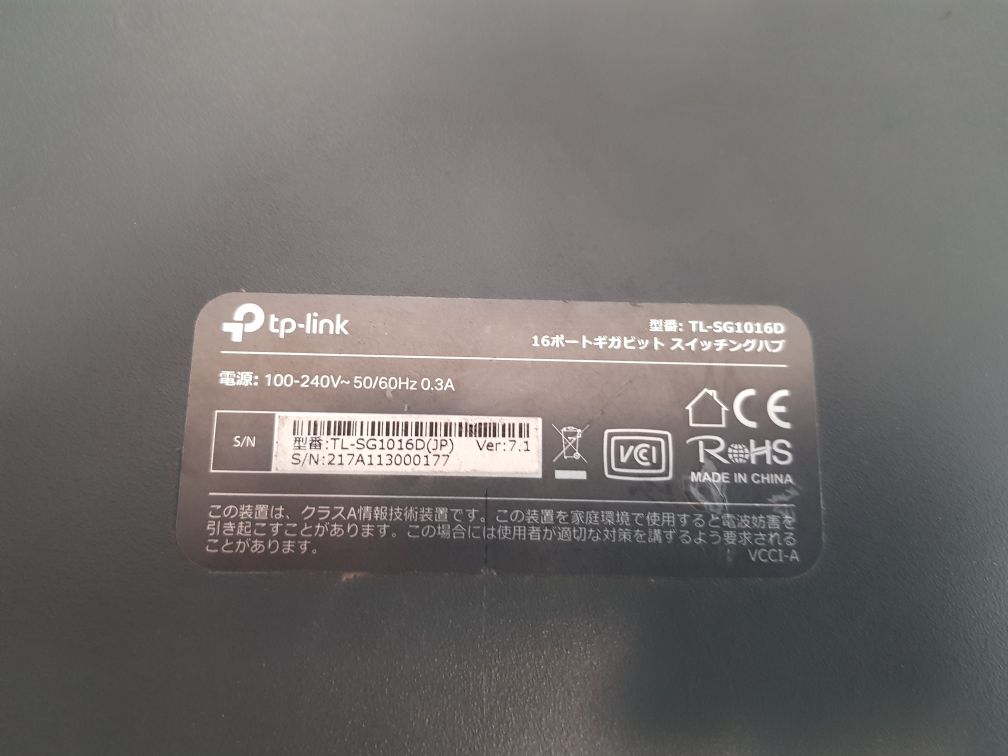 tp-link
型番: TL-SG1016D
16ポートギガビット スイッチングハブ
電源: 100-240V~ 50/60Hz 0.3A
S/N
型番:TL-SG1016D(JP) Ver:7.1
S/N:217A113000177
CE
VCI
RoHS
MADE IN CHINA
この装置は、クラスA情報技術装置です。この装置を家庭環境で使用すると電波妨害を
引き起こすことがあります。この場合には使用者が適切な対策を講ずるよう要求される
ことがあります。
VCCI-A